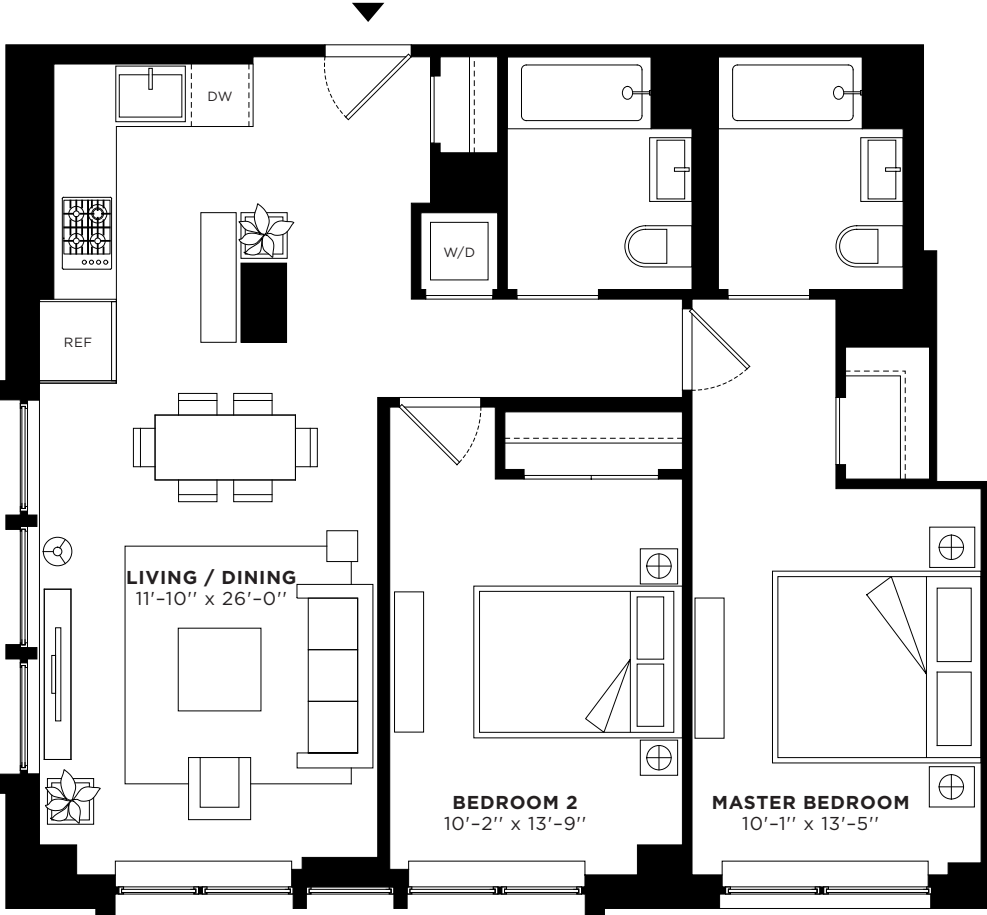 DW
W/D
REF
LIVING / DINING
11'-10'' x 26'-0''
BEDROOM 2
10'-2'' x 13'-9''
MASTER BEDROOM
10'-1'' x 13'-5''